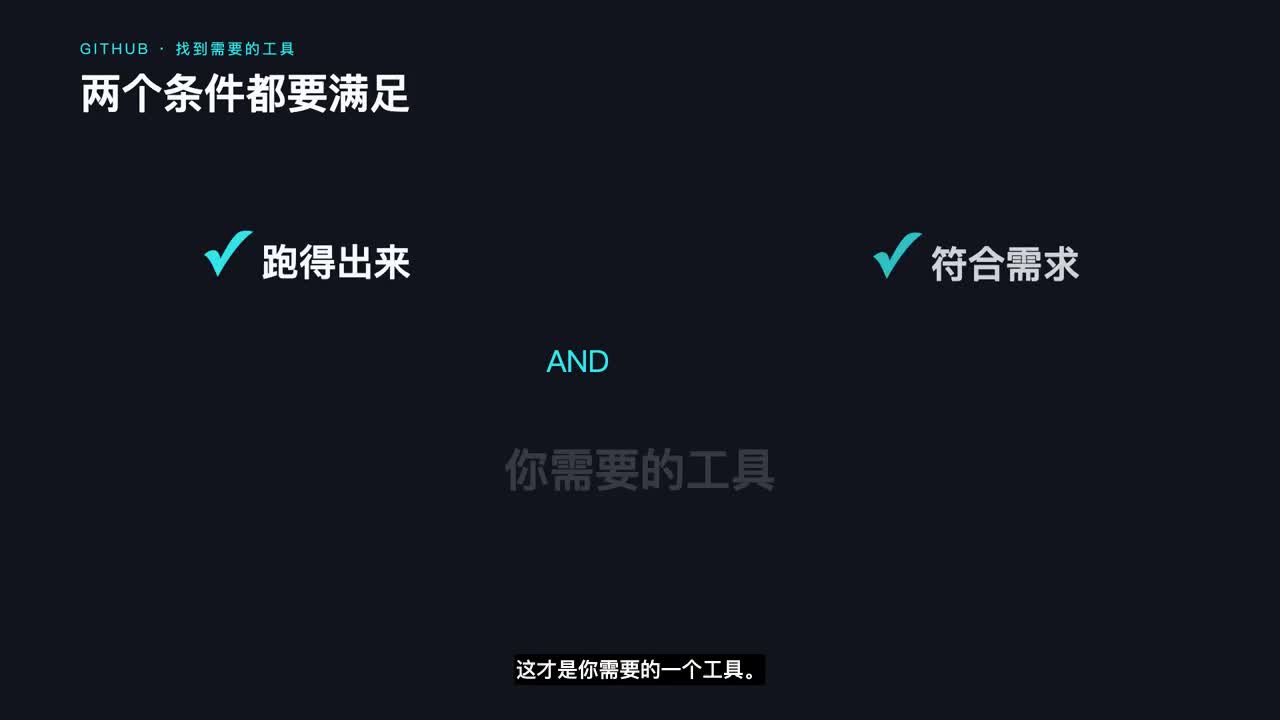 GITHUB · 找到需要的工具
两个条件都要满足
跑得出来
符合需求
AND
你需要的工具
这才是你需要的一个工具。